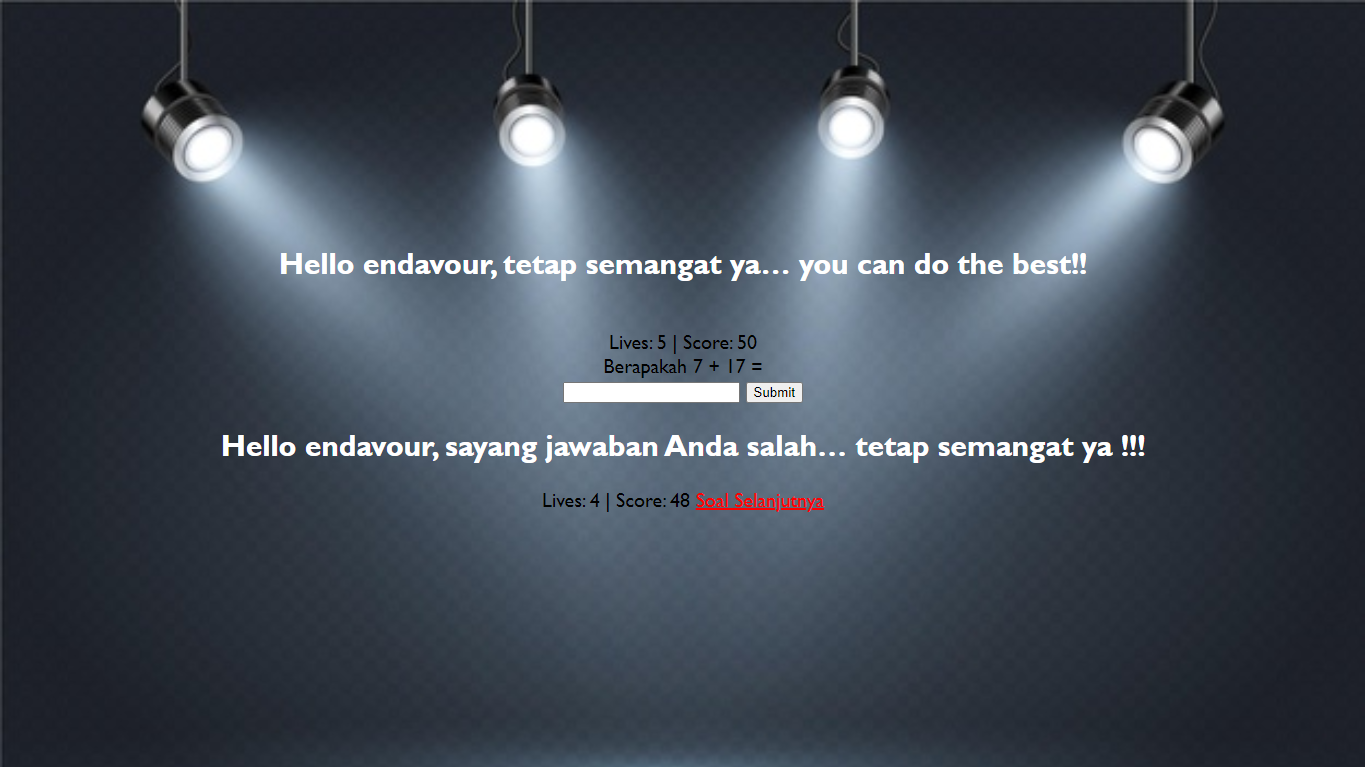 Hello endavour, tetap semangat ya... you can do the best!!
Lives: 5 | Score: 50
Berapakah 7 + 17 =
Submit
Hello endavour, sayang jawaban Anda salah... tetap semangat ya !!!
Lives: 4 | Score: 48 Soal Selanjutnya